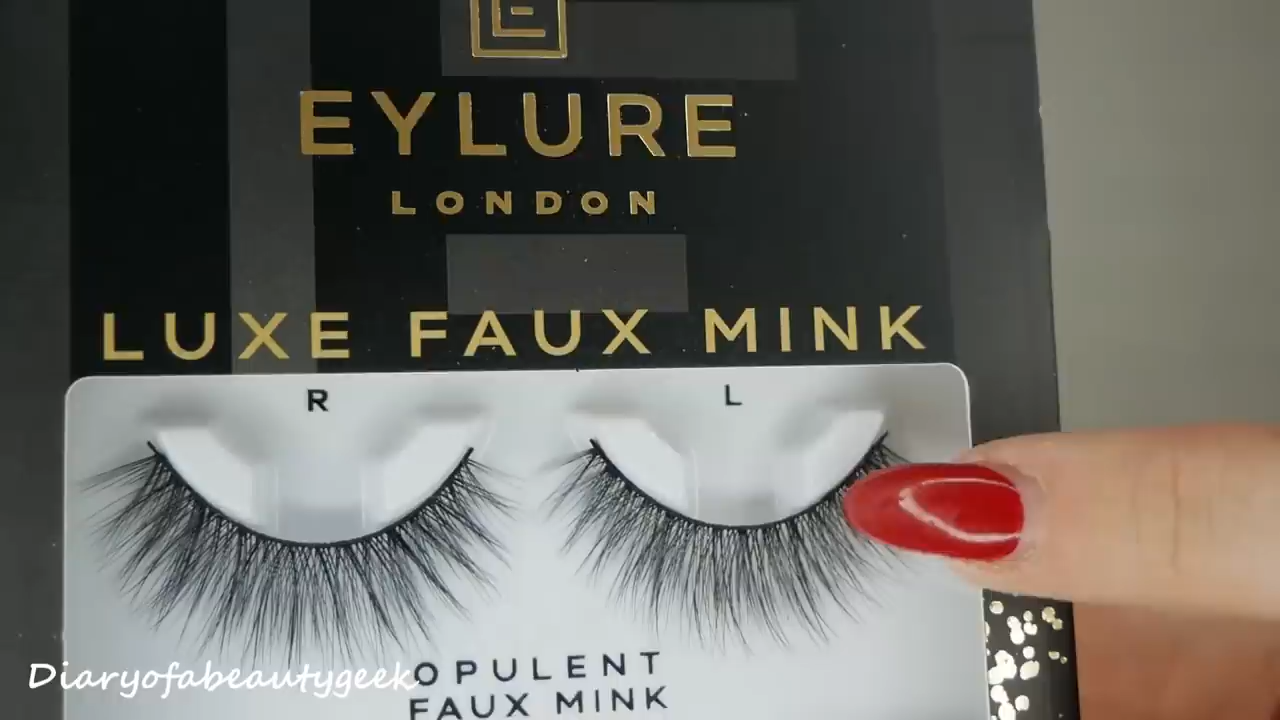 E
EYLURE
LONDON
LUXE FAUX MINK
R
L
OPULENT
FAUX MINK
Diaryofabeautygeek